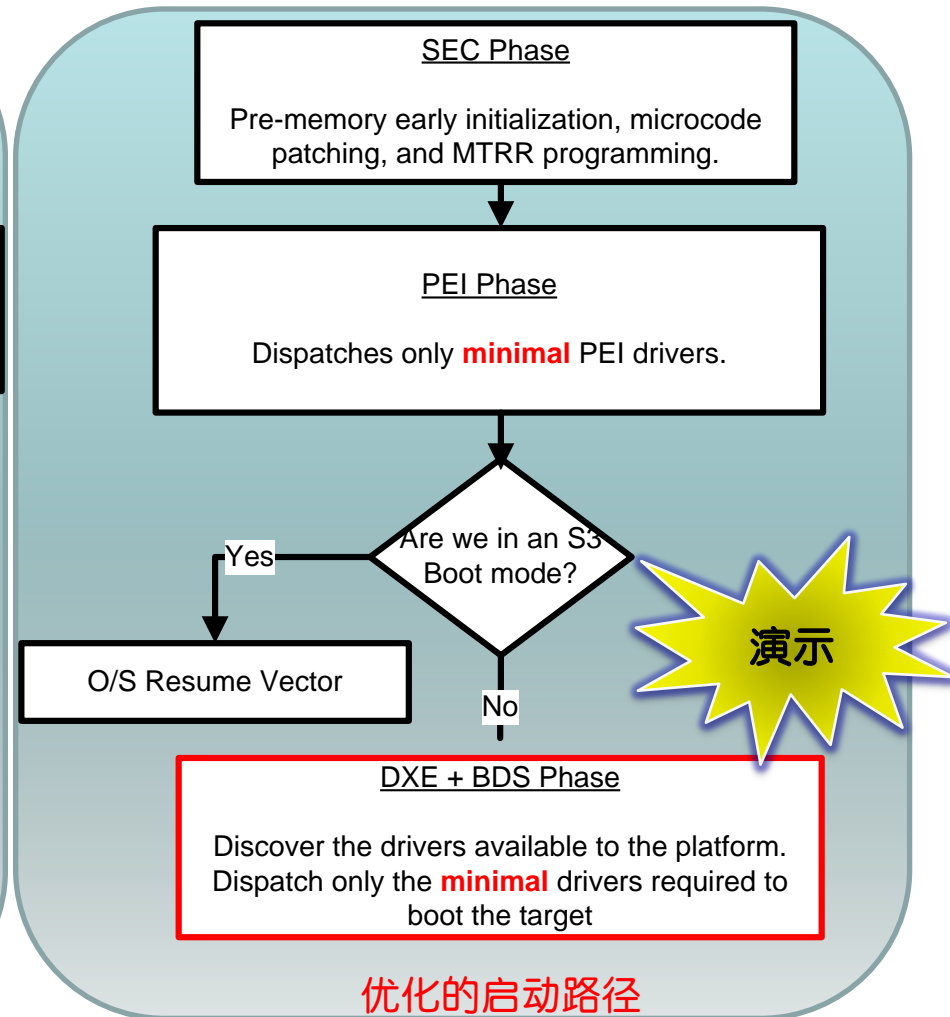 SEC Phase
Pre-memory early initialization, microcode
patching, and MTRR programming.
PEI Phase
Dispatches only minimal PEI drivers.
Are we in an S3
Boot mode?
Yes
演示
O/S Resume Vector
No
DXE + BDS Phase
Discover the drivers available to the platform.
Dispatch only the minimal drivers required to
boot the target
优化的启动路径